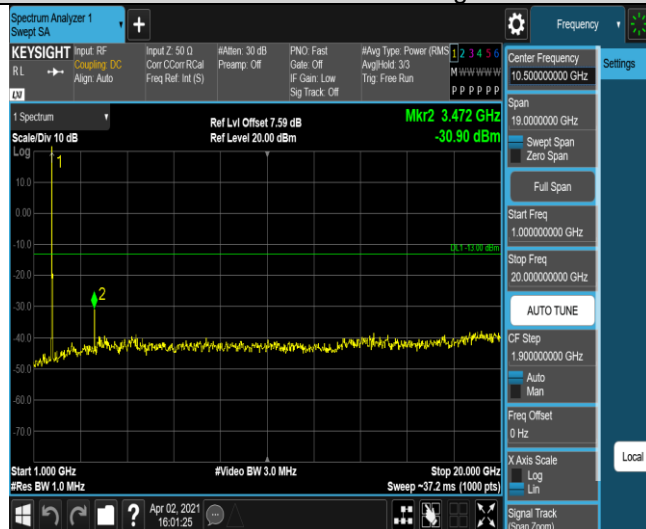 Spectrum Analyzer 1
Swept SA
Frequency
KEYSIGHT
R L
LXI
Input: RF
Coupling: DC
Align: Auto
Input Z: 50 Ω
Corr CCorr RCal
Freq Ref: Int (S)
#Atten: 30 dB
Preamp: Off
PNO: Fast
Gate: Off
IF Gain: Low
Sig Track: Off
#Avg Type: Power (RMS
Avg|Hold: 3/3
Trig: Free Run
1 2 3 4 5 6
M W W W W W
P P P P P P
1 Spectrum
Scale/Div 10 dB
Ref Lvl Offset 7.59 dB
Ref Level 20.00 dBm
Mkr2 3.472 GHz
-30.90 dBm
Log
1
10.0
0.00
-10.0
DL1 -13.00 dBm
-20.0
2
-30.0
-40.0
-50.0
-60.0
-70.0
Start 1.000 GHz
#Res BW 1.0 MHz
#Video BW 3.0 MHz
Stop 20.000 GHz
Sweep ~37.2 ms (1000 pts)
Apr 02, 2021
16:01:25
?
Center Frequency
10.500000000 GHz
Settings
Span
19.0000000 GHz
Swept Span
Zero Span
Full Span
Start Freq
1.000000000 GHz
Stop Freq
20.000000000 GHz
AUTO TUNE
CF Step
1.900000000 GHz
Auto
Man
Freq Offset
0 Hz
X Axis Scale
Log
Lin
Local
Signal Track
(Span Zoom)